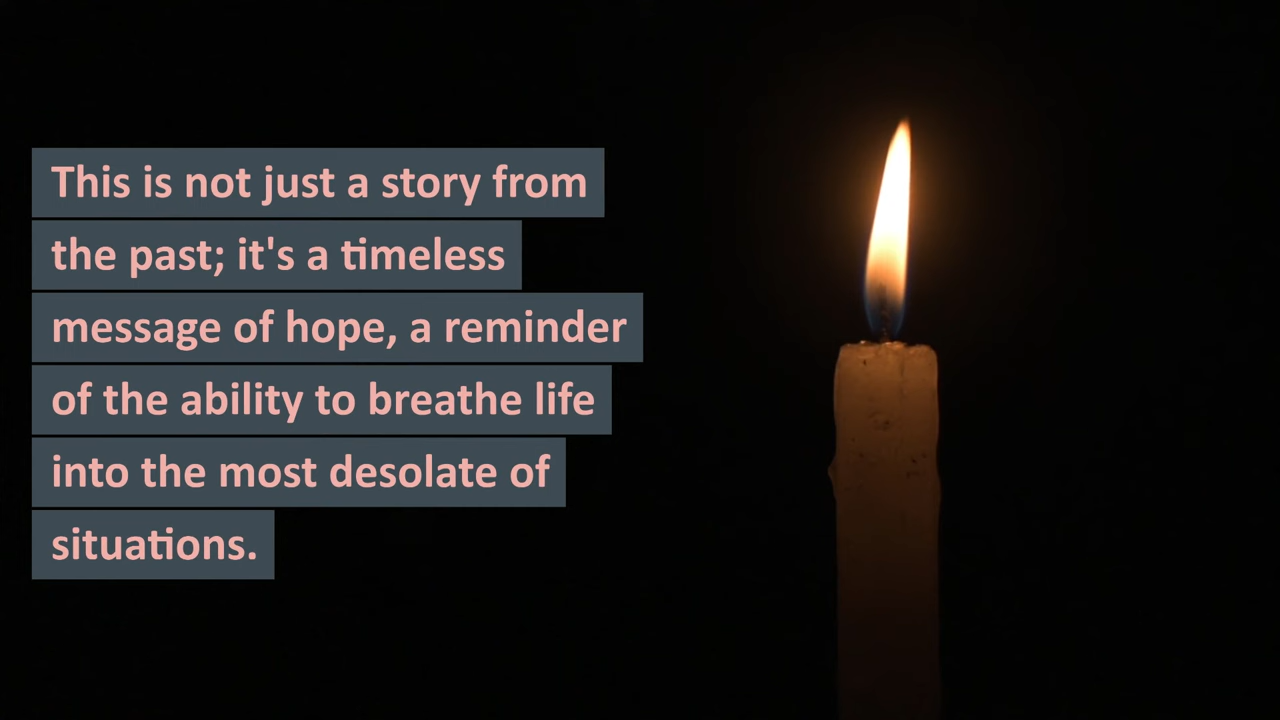 This is not just a story from
the past; it's a timeless
message of hope, a reminder
of the ability to breathe life
into the most desolate of
situations.